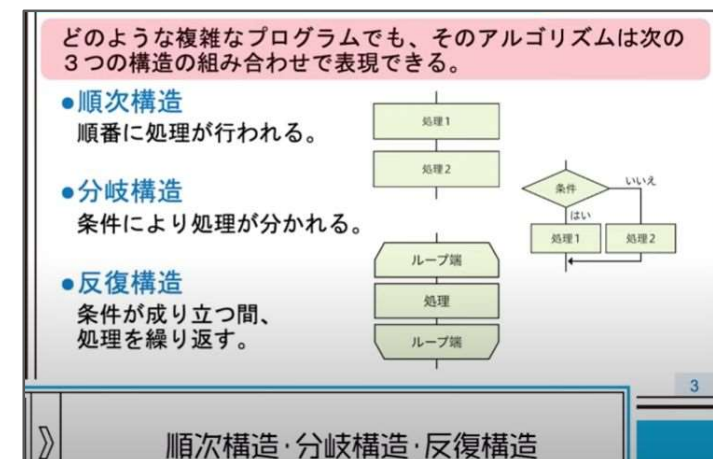 どのような複雑なプログラムでも、そのアルゴリズムは次の
３つの構造の組み合わせで表現できる。
●順次構造
順番に処理が行われる。
処理1
処理2
●分岐構造
条件により処理が分かれる。
条件
いいえ
はい
処理1
処理2
●反復構造
条件が成り立つ間、
処理を繰り返す。
ループ端
処理
ループ端
3
》
順次構造・分岐構造・反復構造